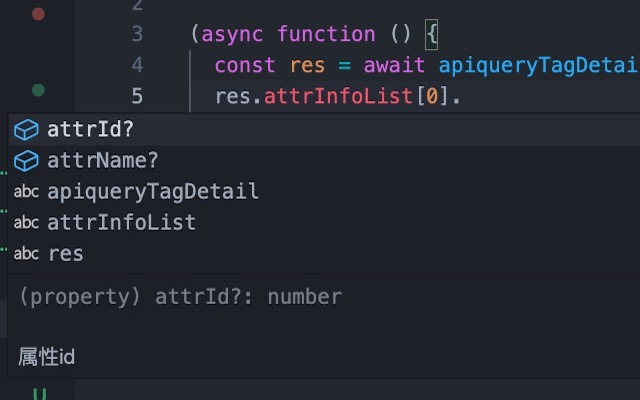 2
3 (async function () {
4 const res = await apiqueryTagDetai
5 res.attrInfoList[0].
attrId?
attrName?
abc apiqueryTagDetail
abc attrInfoList
abc res
(property) attrId?: number
属性id
U